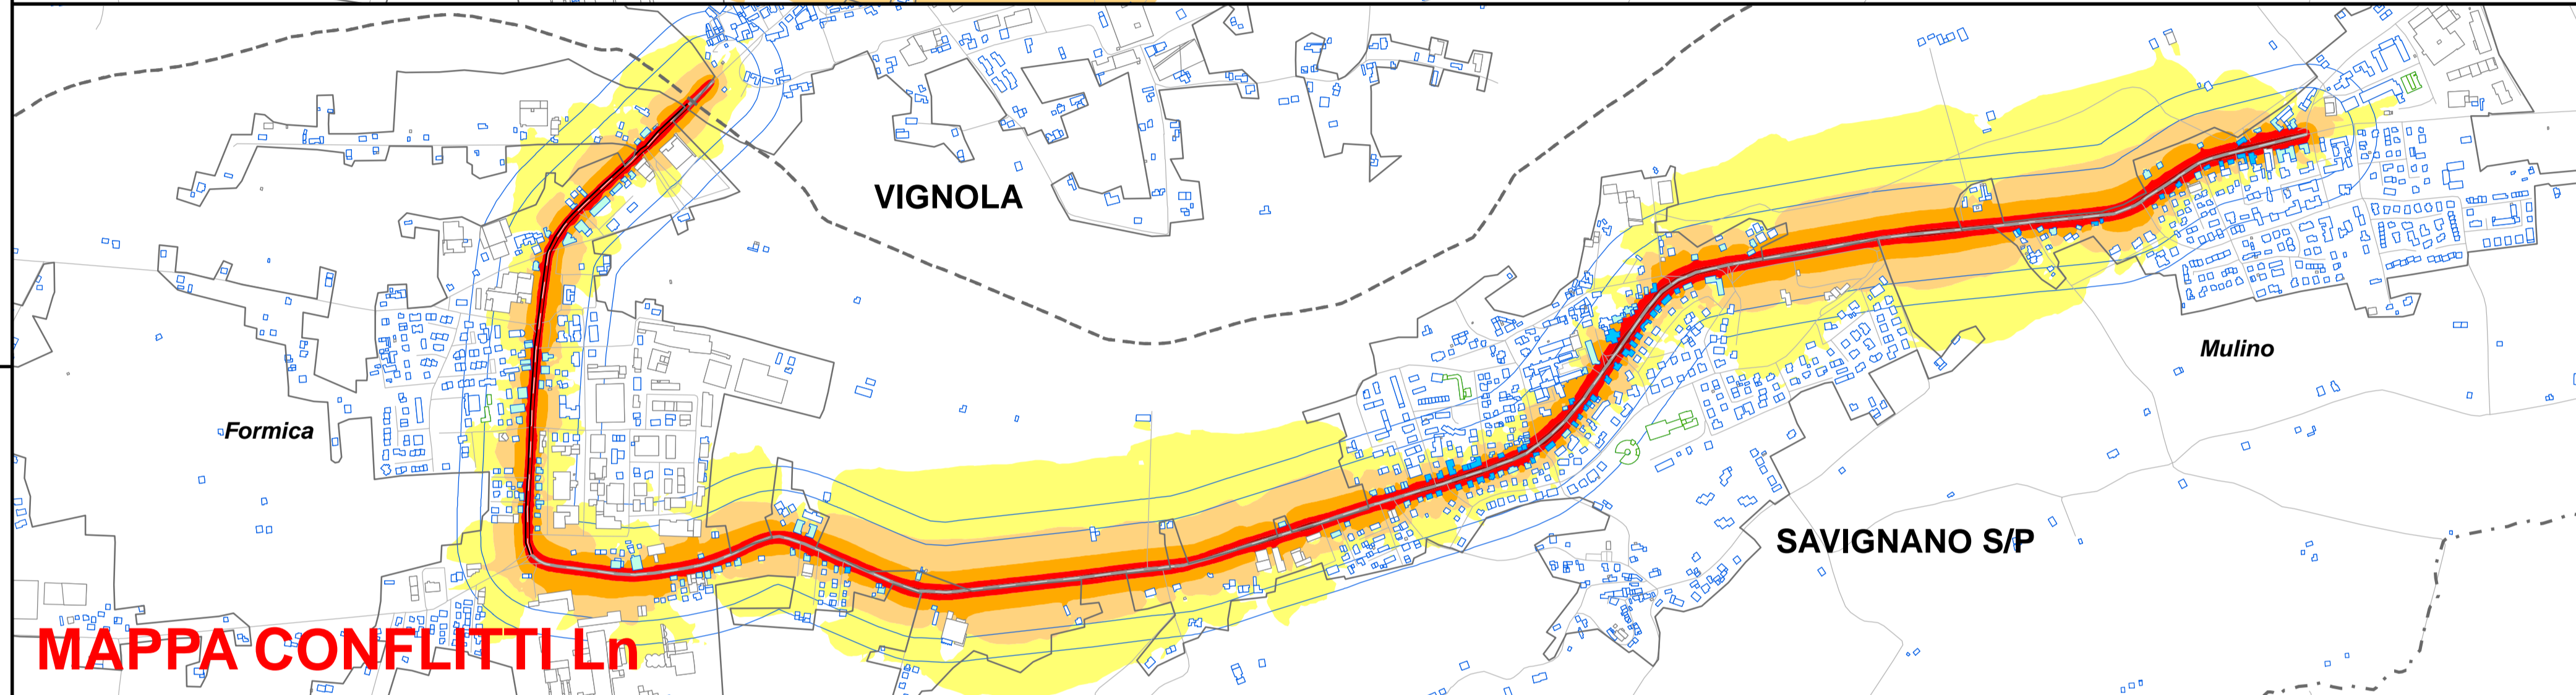 VIGNOLA
Mulino
Formica
SAVIGNANO S/P
MAPPA CONFLITTI Ln